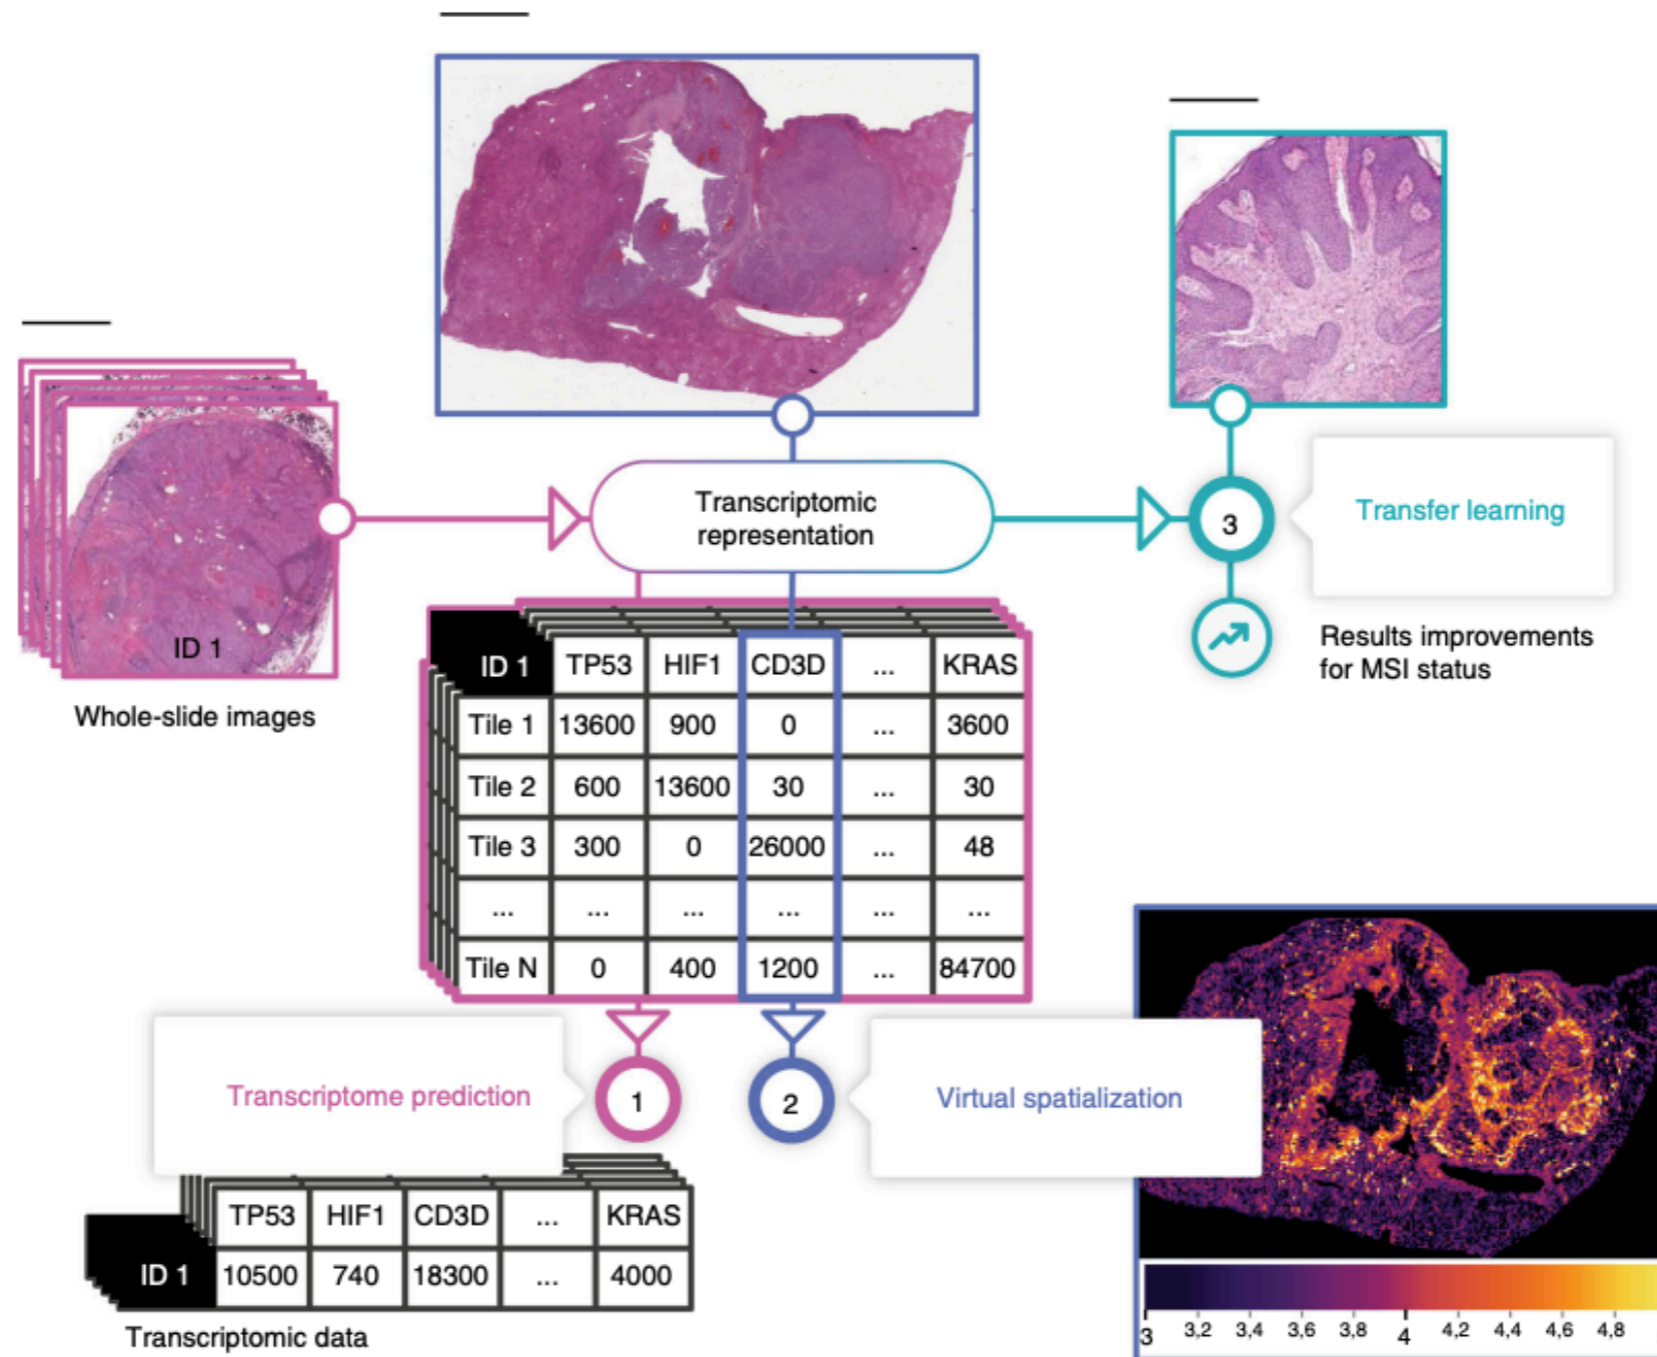 ID 1
Whole-slide images
Transcriptomic
representation
3
Transfer learning
Results improvements
for MSI status
ID 1 TP53 HIF1 CD3D ... KRAS
Tile 1 13600 900 0 ... 3600
Tile 2 600 13600 30 ... 30
Tile 3 300 0 26000 ... 48
... ... ... ... ... ...
Tile N 0 400 1200 ... 84700
Transcriptome prediction
1
2
Virtual spatialization
TP53 HIF1 CD3D ... KRAS
ID 1 10500 740 18300 ... 4000
Transcriptomic data
3 3,2 3,4 3,6 3,8 4 4,2 4,4 4,6 4,8